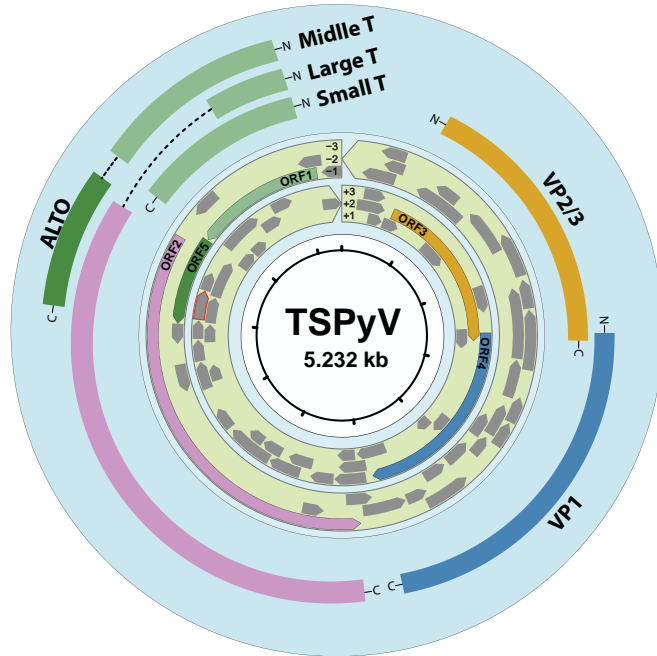 Midlle T
Large T
Small T
N
N
N
N
C
ALTO
C
VP2/3
C
N
VP1
C
C
−3
−2
−1
+3
+2
+1
ORF1
ORF2
ORF5
ORF3
ORF4
TSPyV
5.232 kb